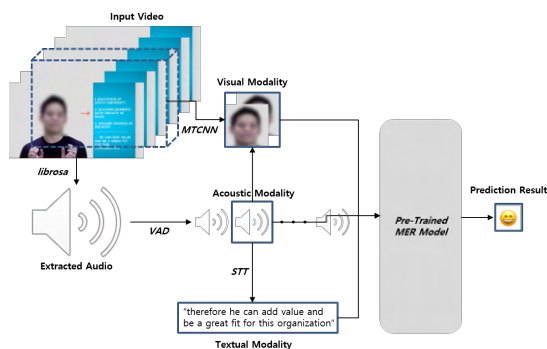 Input Video
Visual Modality
MTCNN
librosa
Acoustic Modality
VAD
Extracted Audio
STT
"therefore he can add value and
be a great fit for this organization"
Textual Modality
Pre-Trained
MER Model
Prediction Result